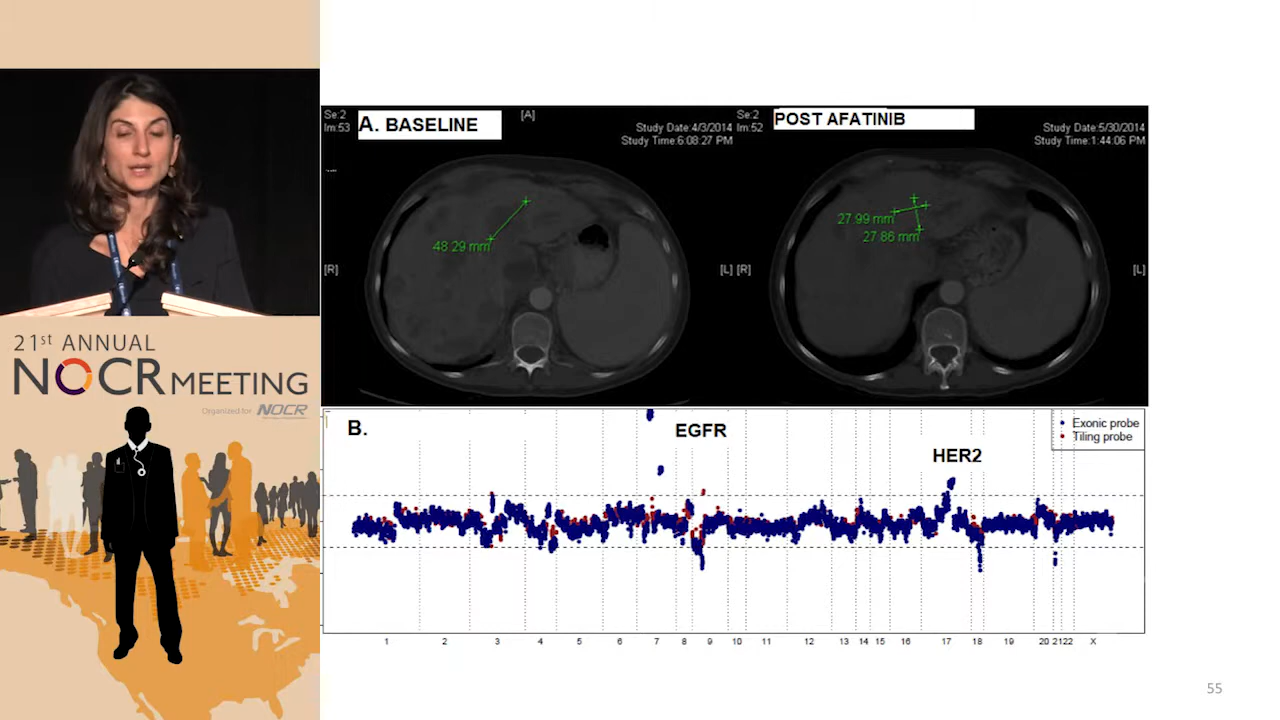 Se:2
Im:53
A. BASELINE
[A]
Study Date:4/3/2014
Study Time:6:08:27 PM
48 29 mm
[R]
[L]
Se:2
Im:52
POST AFATINIB
Study Date:5/30/2014
Study Time:1:44:06 PM
27 99 mm
27 86 mm
[R]
[L]
21st ANNUAL
NOCR MEETING
Organized for NOCR
B.
EGFR
HER2
Exonic probe
Tiling probe
1 2 3 4 5 6 7 8 9 10 11 12 13 14 15 16 17 18 19 20 2122 X
55